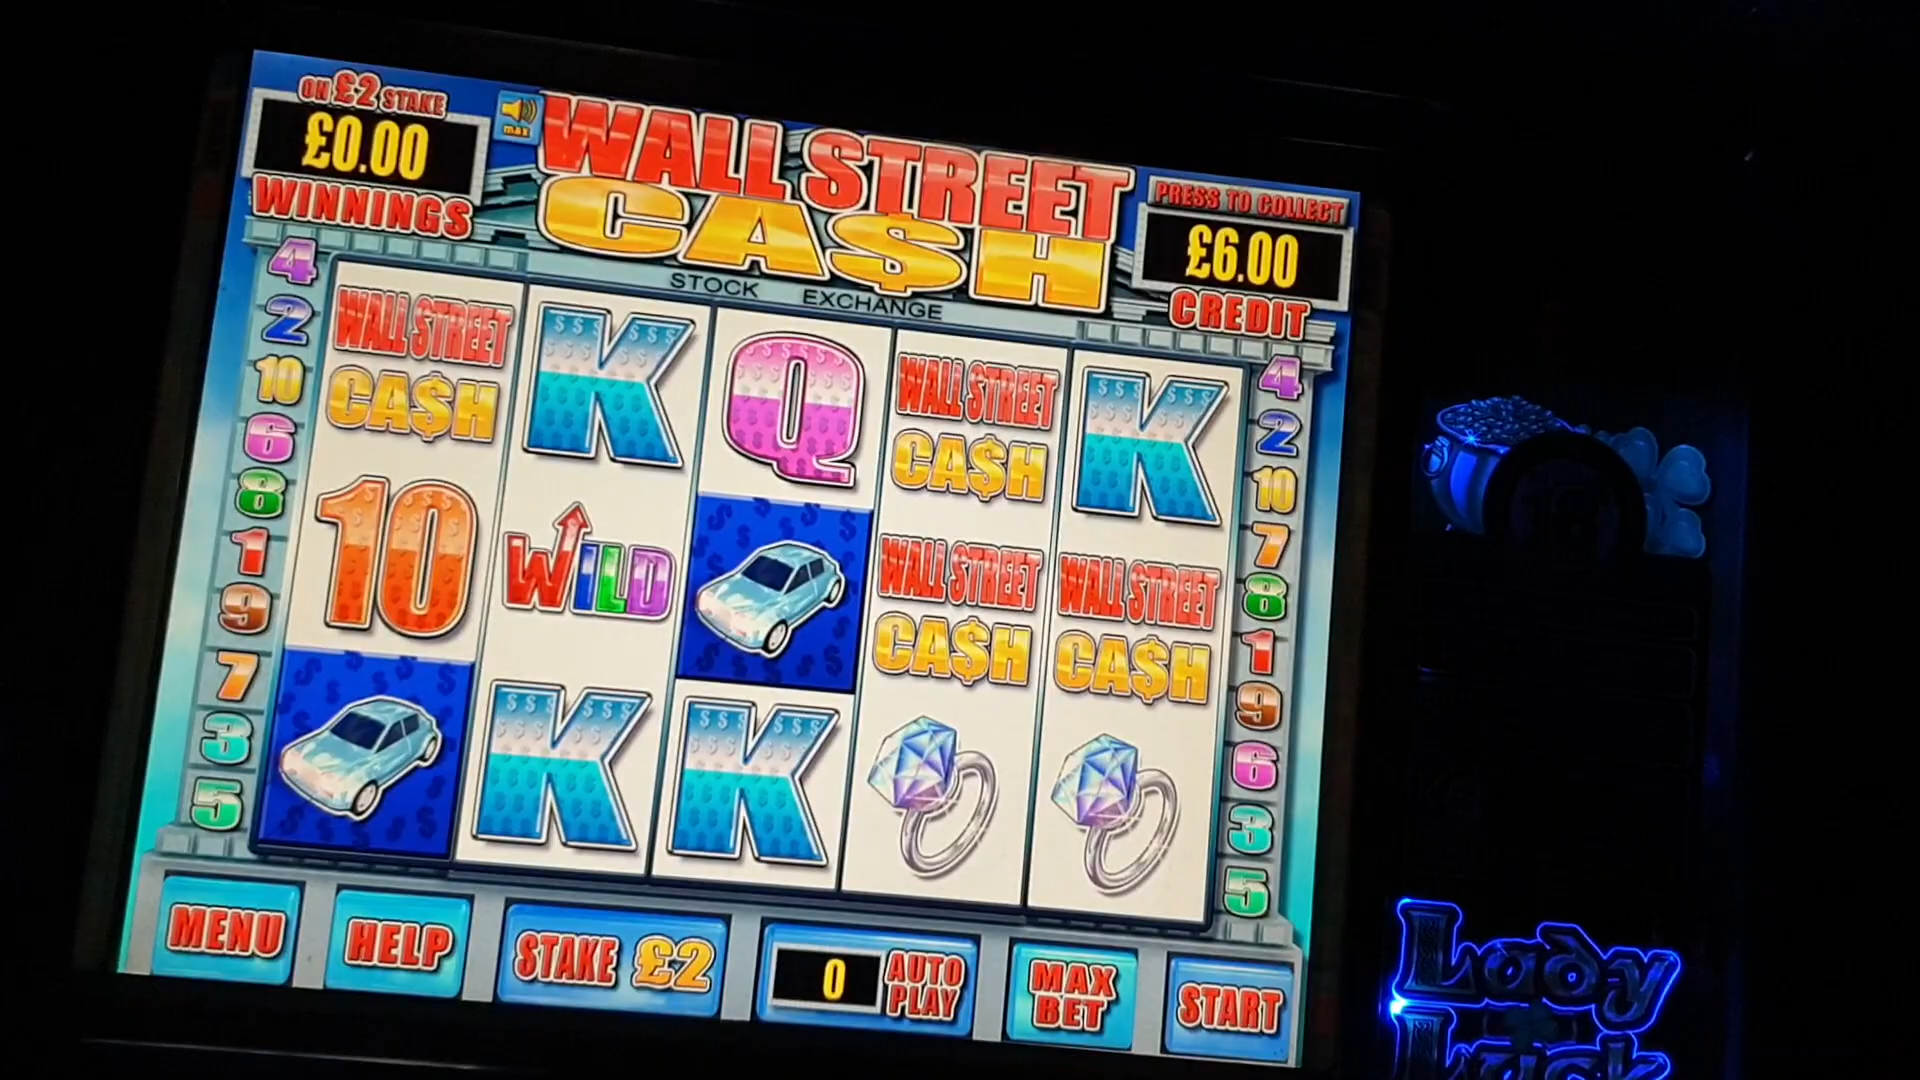 ON £2 STAKE
£0.00
WINNINGS
max
WALL STREET
CA$H
STOCK EXCHANGE
PRESS TO COLLECT
£6.00
CREDIT
4
2
10
6
8
1
9
7
3
5
WALL STREET
CA$H
K
Q
WALL STREET
CA$H
K
10
WILD
WALL STREET
CA$H
WALL STREET
CA$H
K
K
4
2
10
7
8
1
9
6
3
5
MENU
HELP
STAKE £2
0
AUTO
PLAY
MAX
BET
START
Lady
Luck